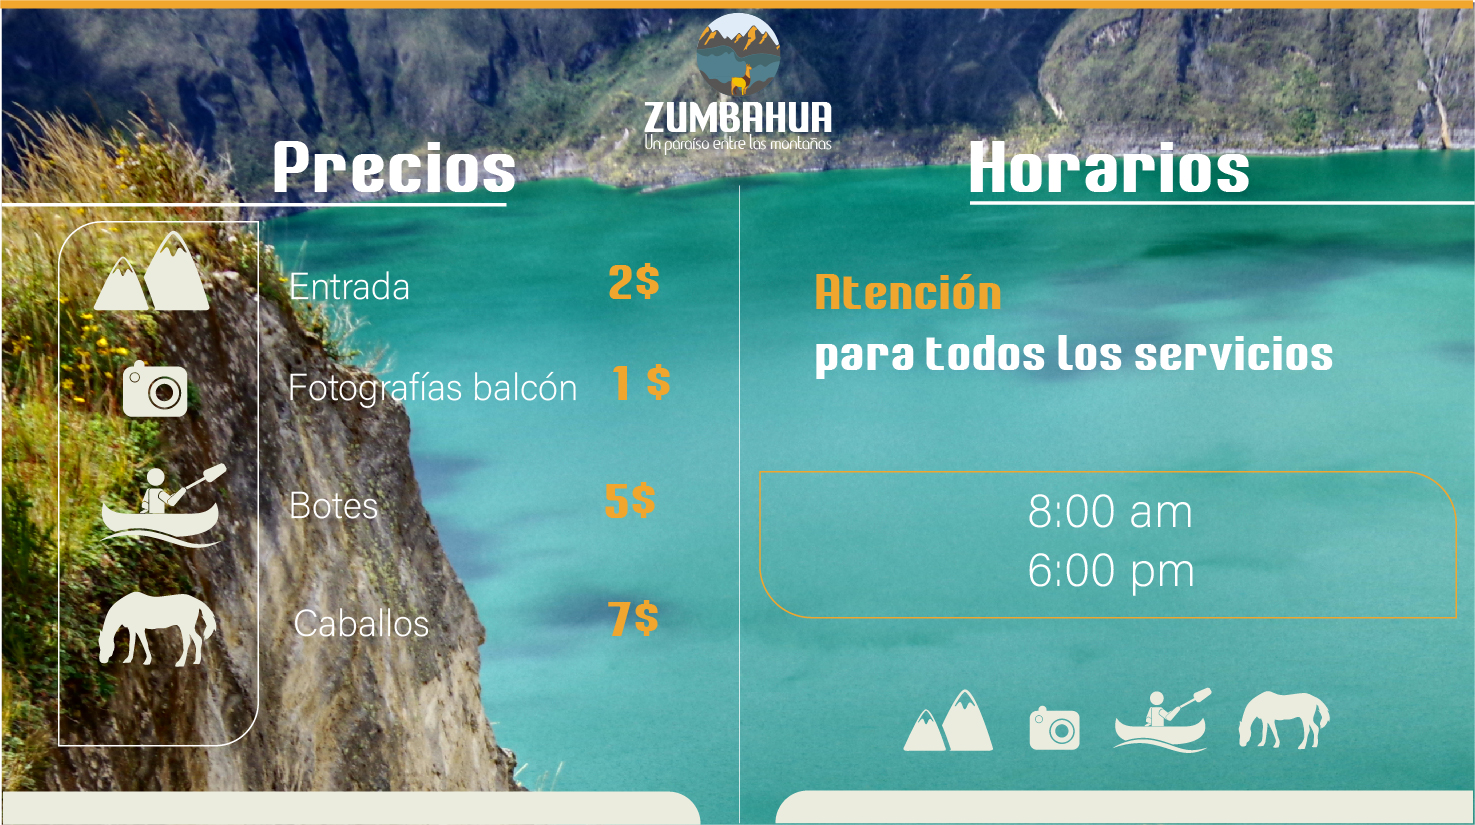 ZUMBAHUA
Un paraíso entre las montañas
Precios
Entrada 2$
Fotografías balcón 1 $
Botes 5$
Caballos 7$
Horarios
Atención
para todos los servicios
8:00 am
6:00 pm